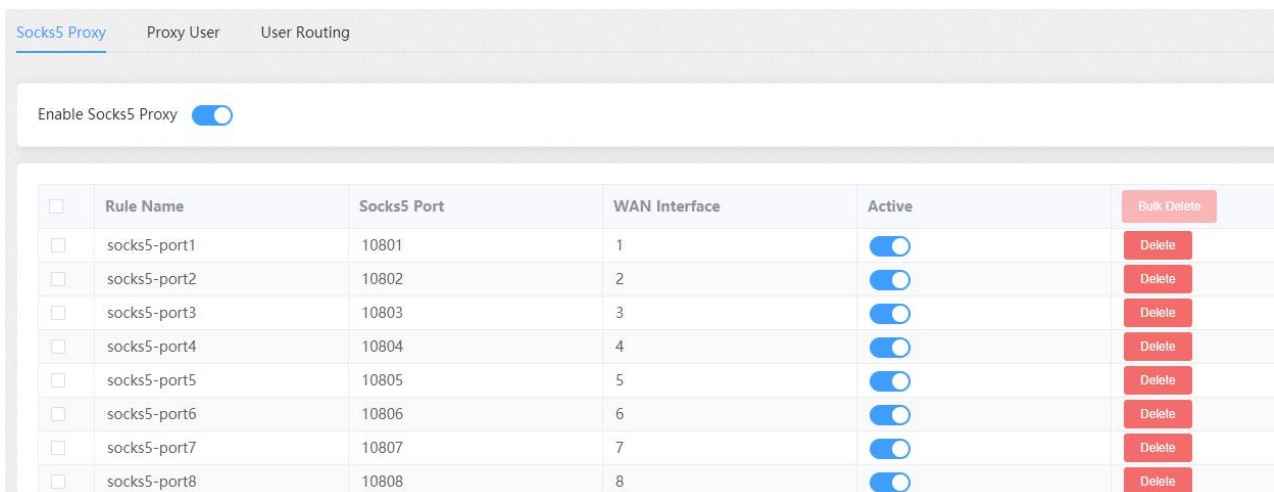 Socks5 Proxy Proxy User User Routing
Enable Socks5 Proxy
Rule Name Socks5 Port WAN Interface Active Bulk Delete
socks5-port1 10801 1 Delete
socks5-port2 10802 2 Delete
socks5-port3 10803 3 Delete
socks5-port4 10804 4 Delete
socks5-port5 10805 5 Delete
socks5-port6 10806 6 Delete
socks5-port7 10807 7 Delete
socks5-port8 10808 8 Delete